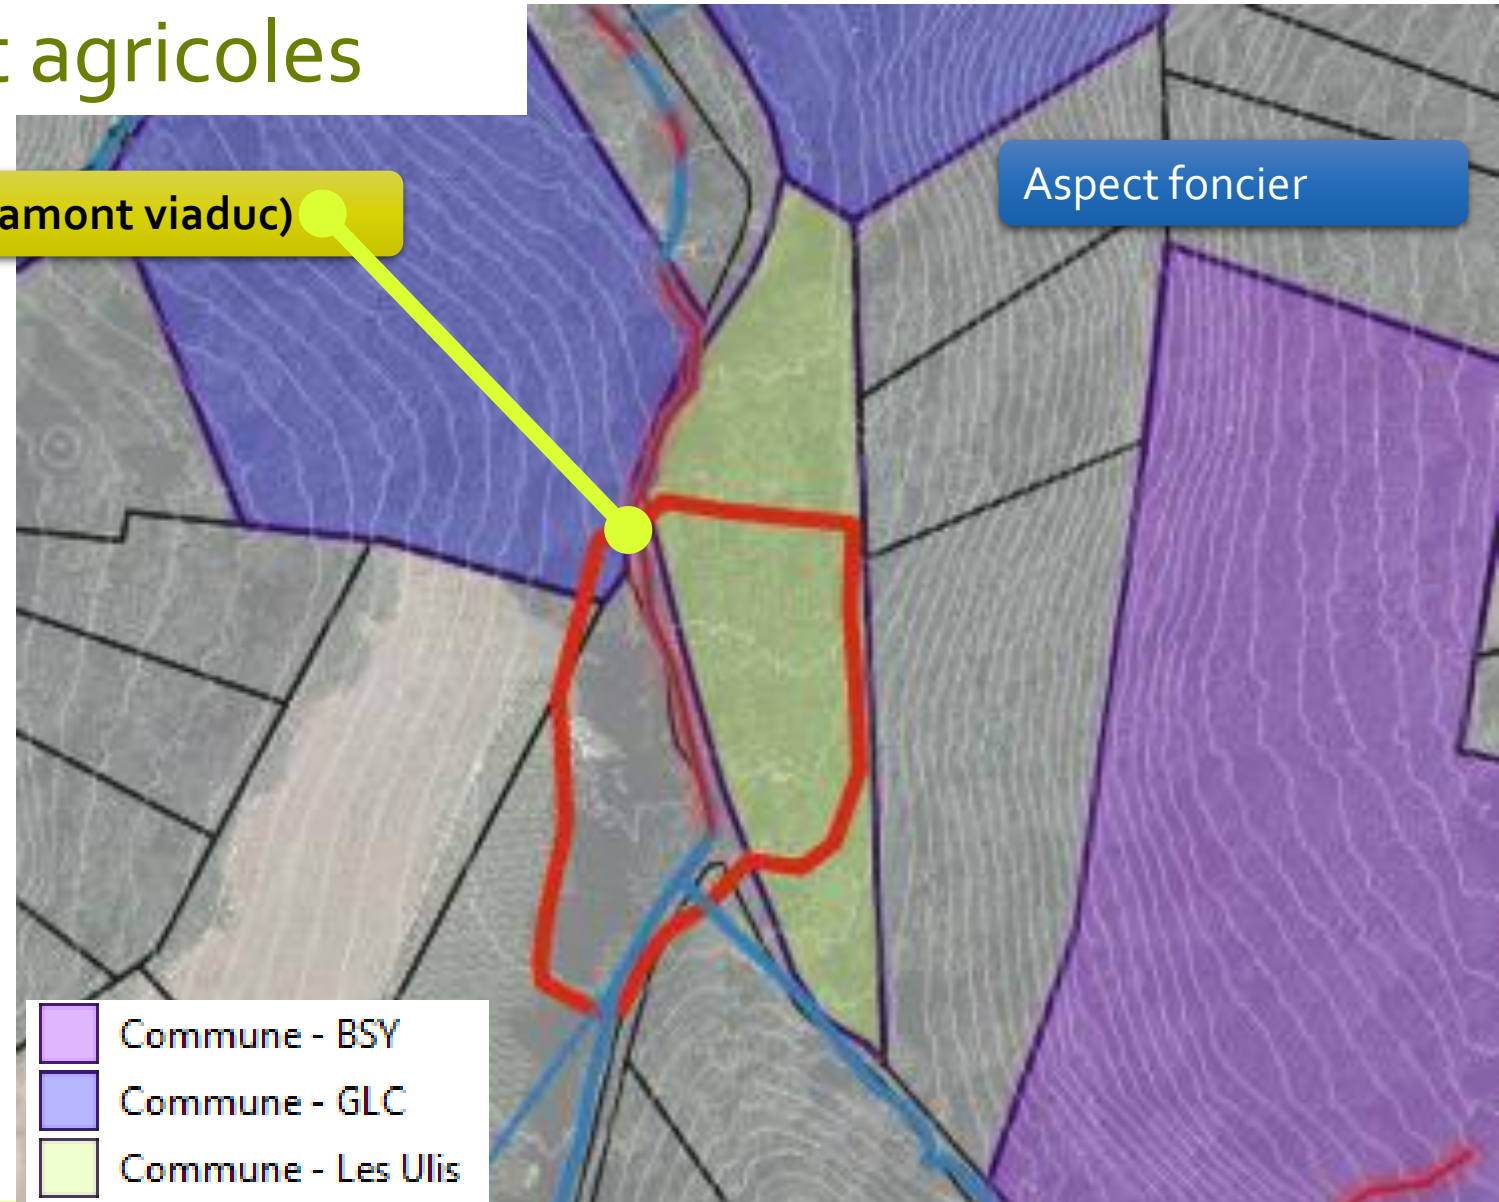 t agricoles
Aspect foncier
amont viaduc)
Commune - BSY
Commune - GLC
Commune - Les Ulis